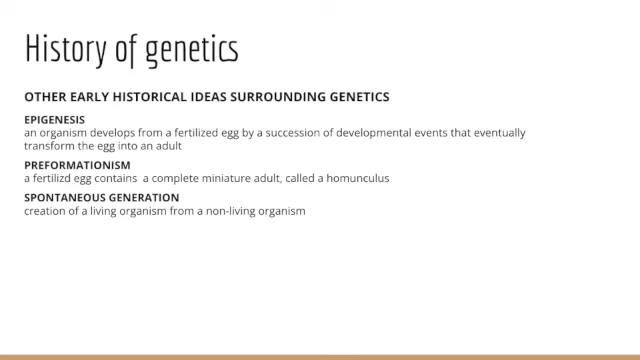 History of genetics
OTHER EARLY HISTORICAL IDEAS SURROUNDING GENETICS
EPIGENESIS
an organism develops from a fertilized egg by a succession of developmental events that eventually
transform the egg into an adult
PREFORMATIONISM
a fertilizd egg contains  a complete miniature adult, called a homunculus
SPONTANEOUS GENERATION
creation of a living organism from a non-living organism